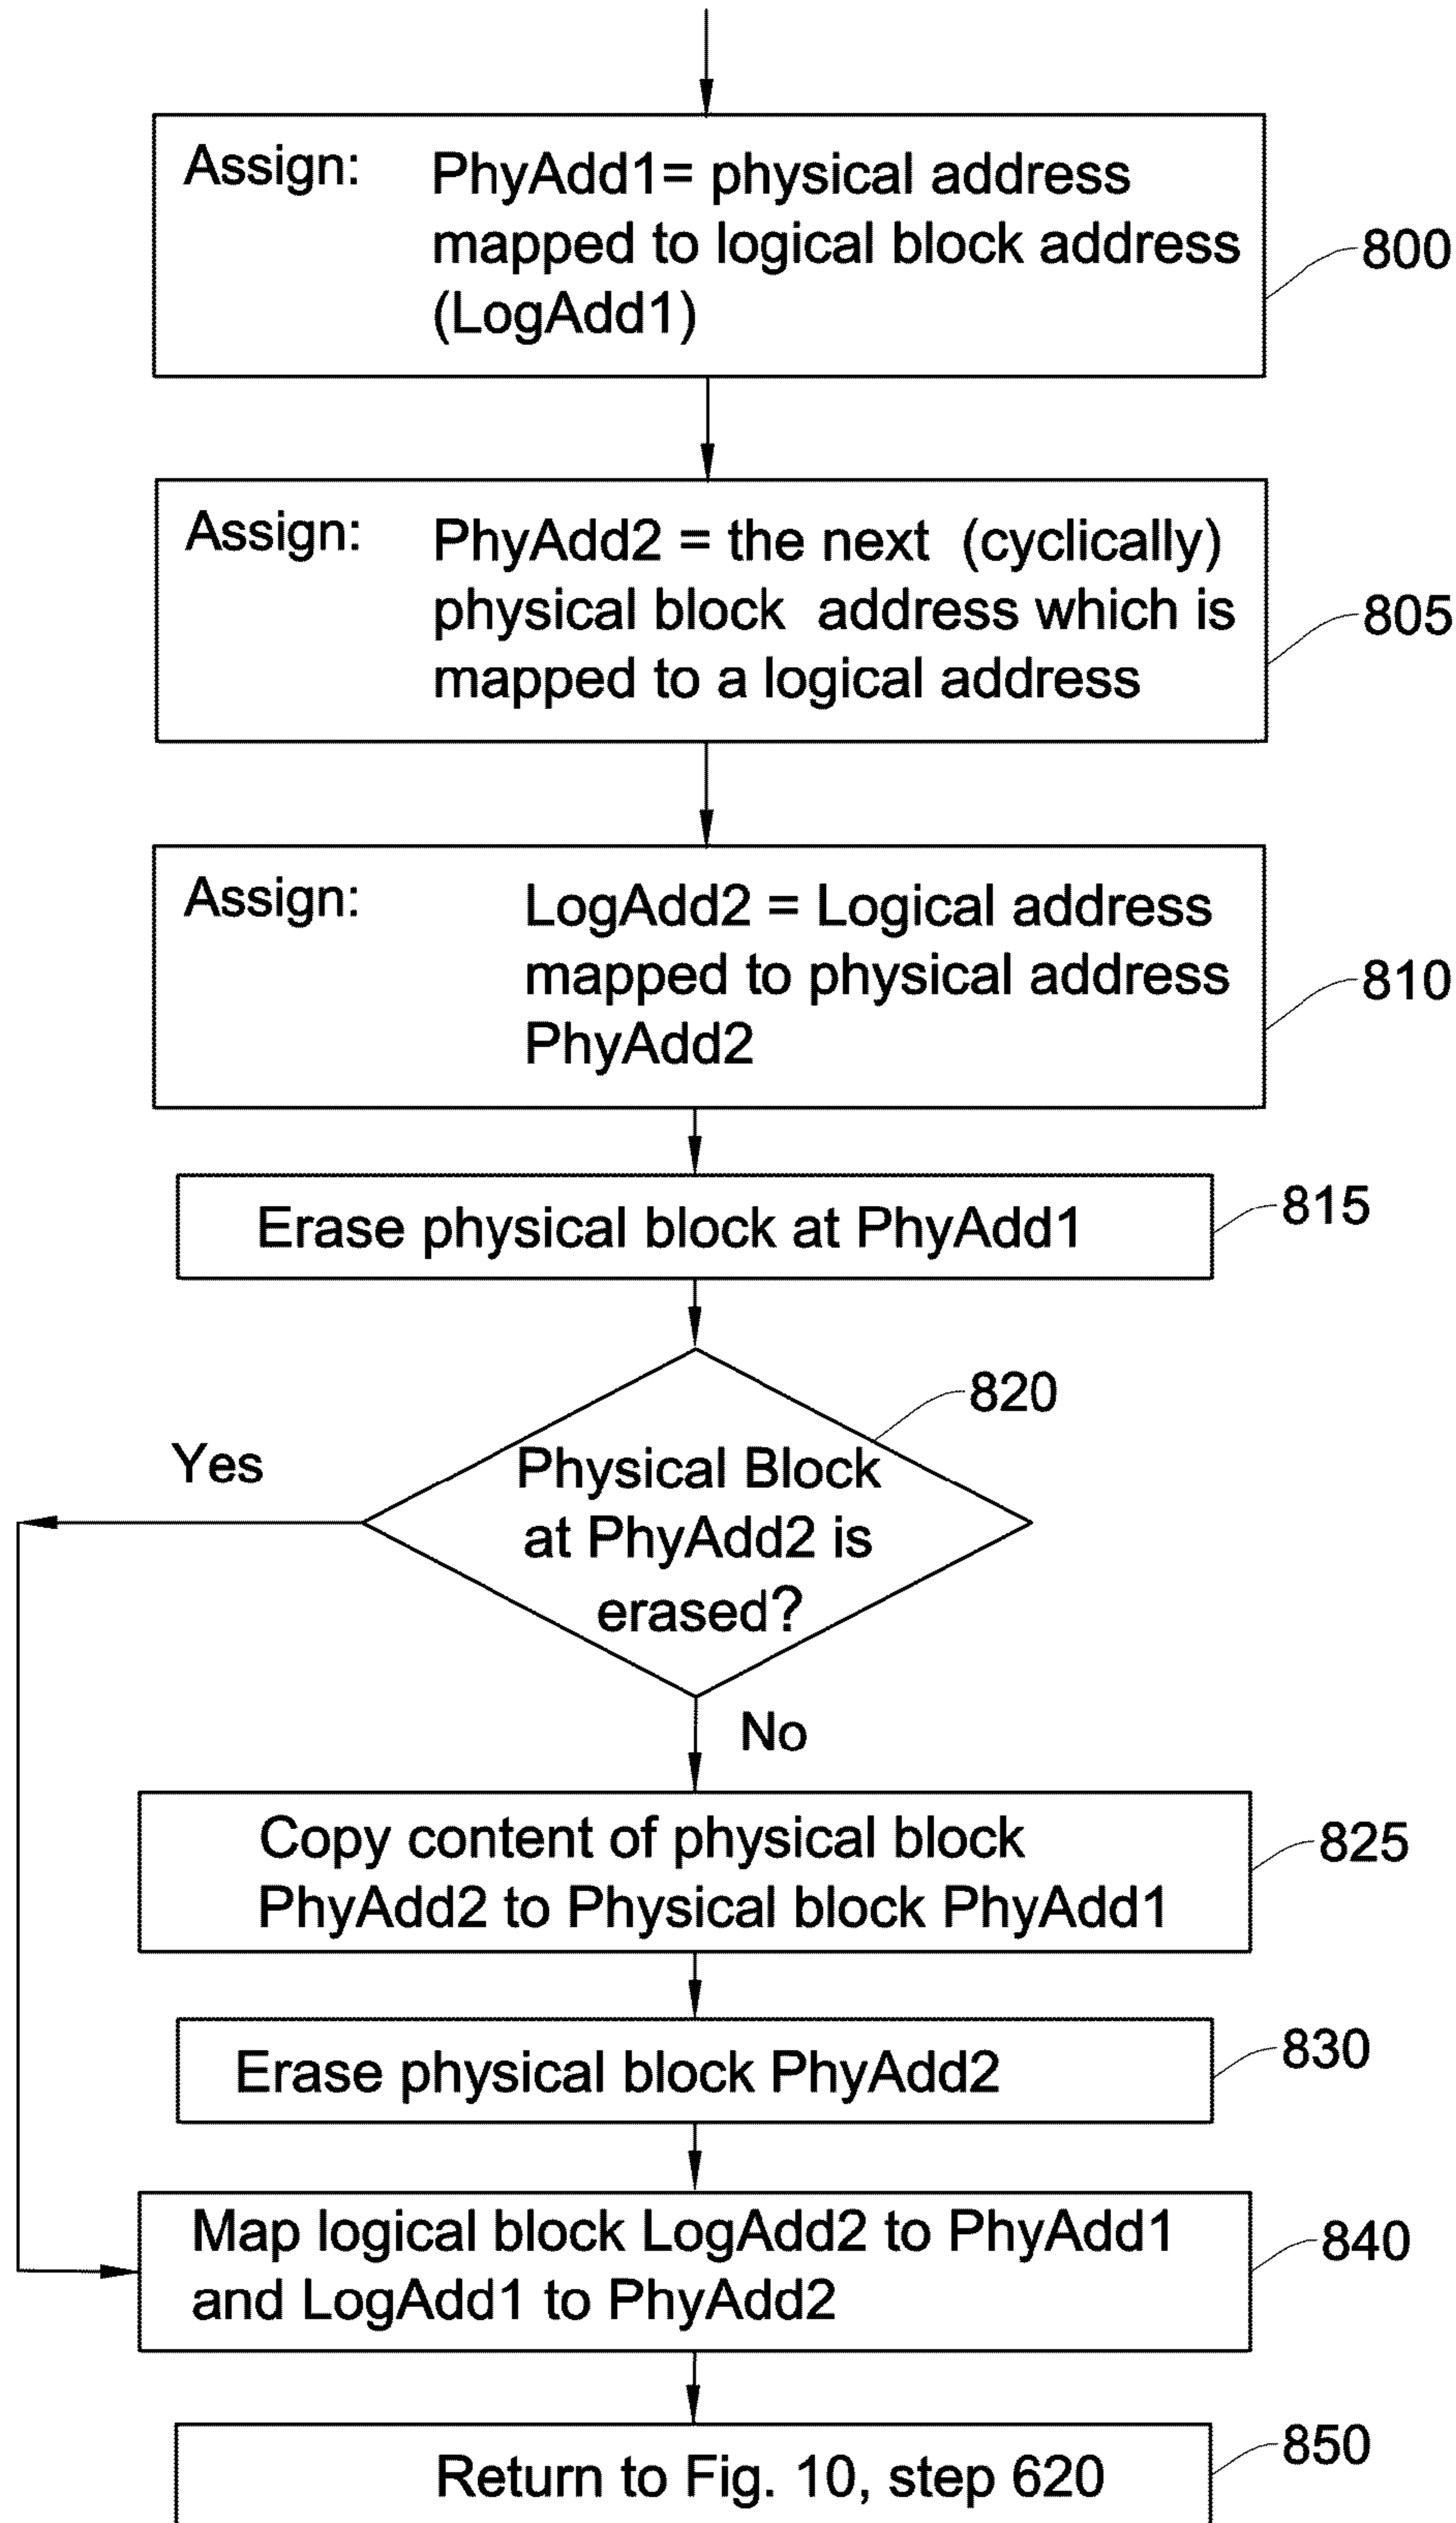 Assign: PhyAdd1= physical address
mapped to logical block address
(LogAdd1)
800
Assign: PhyAdd2 = the next (cyclically)
physical block address which is
mapped to a logical address
805
Assign: LogAdd2 = Logical address
mapped to physical address
PhyAdd2
810
Erase physical block at PhyAdd1
815
820
Yes
Physical Block
at PhyAdd2 is
erased?
No
Copy content of physical block
PhyAdd2 to Physical block PhyAdd1
825
Erase physical block PhyAdd2
830
Map logical block LogAdd2 to PhyAdd1
and LogAdd1 to PhyAdd2
840
Return to Fig. 10, step 620
850